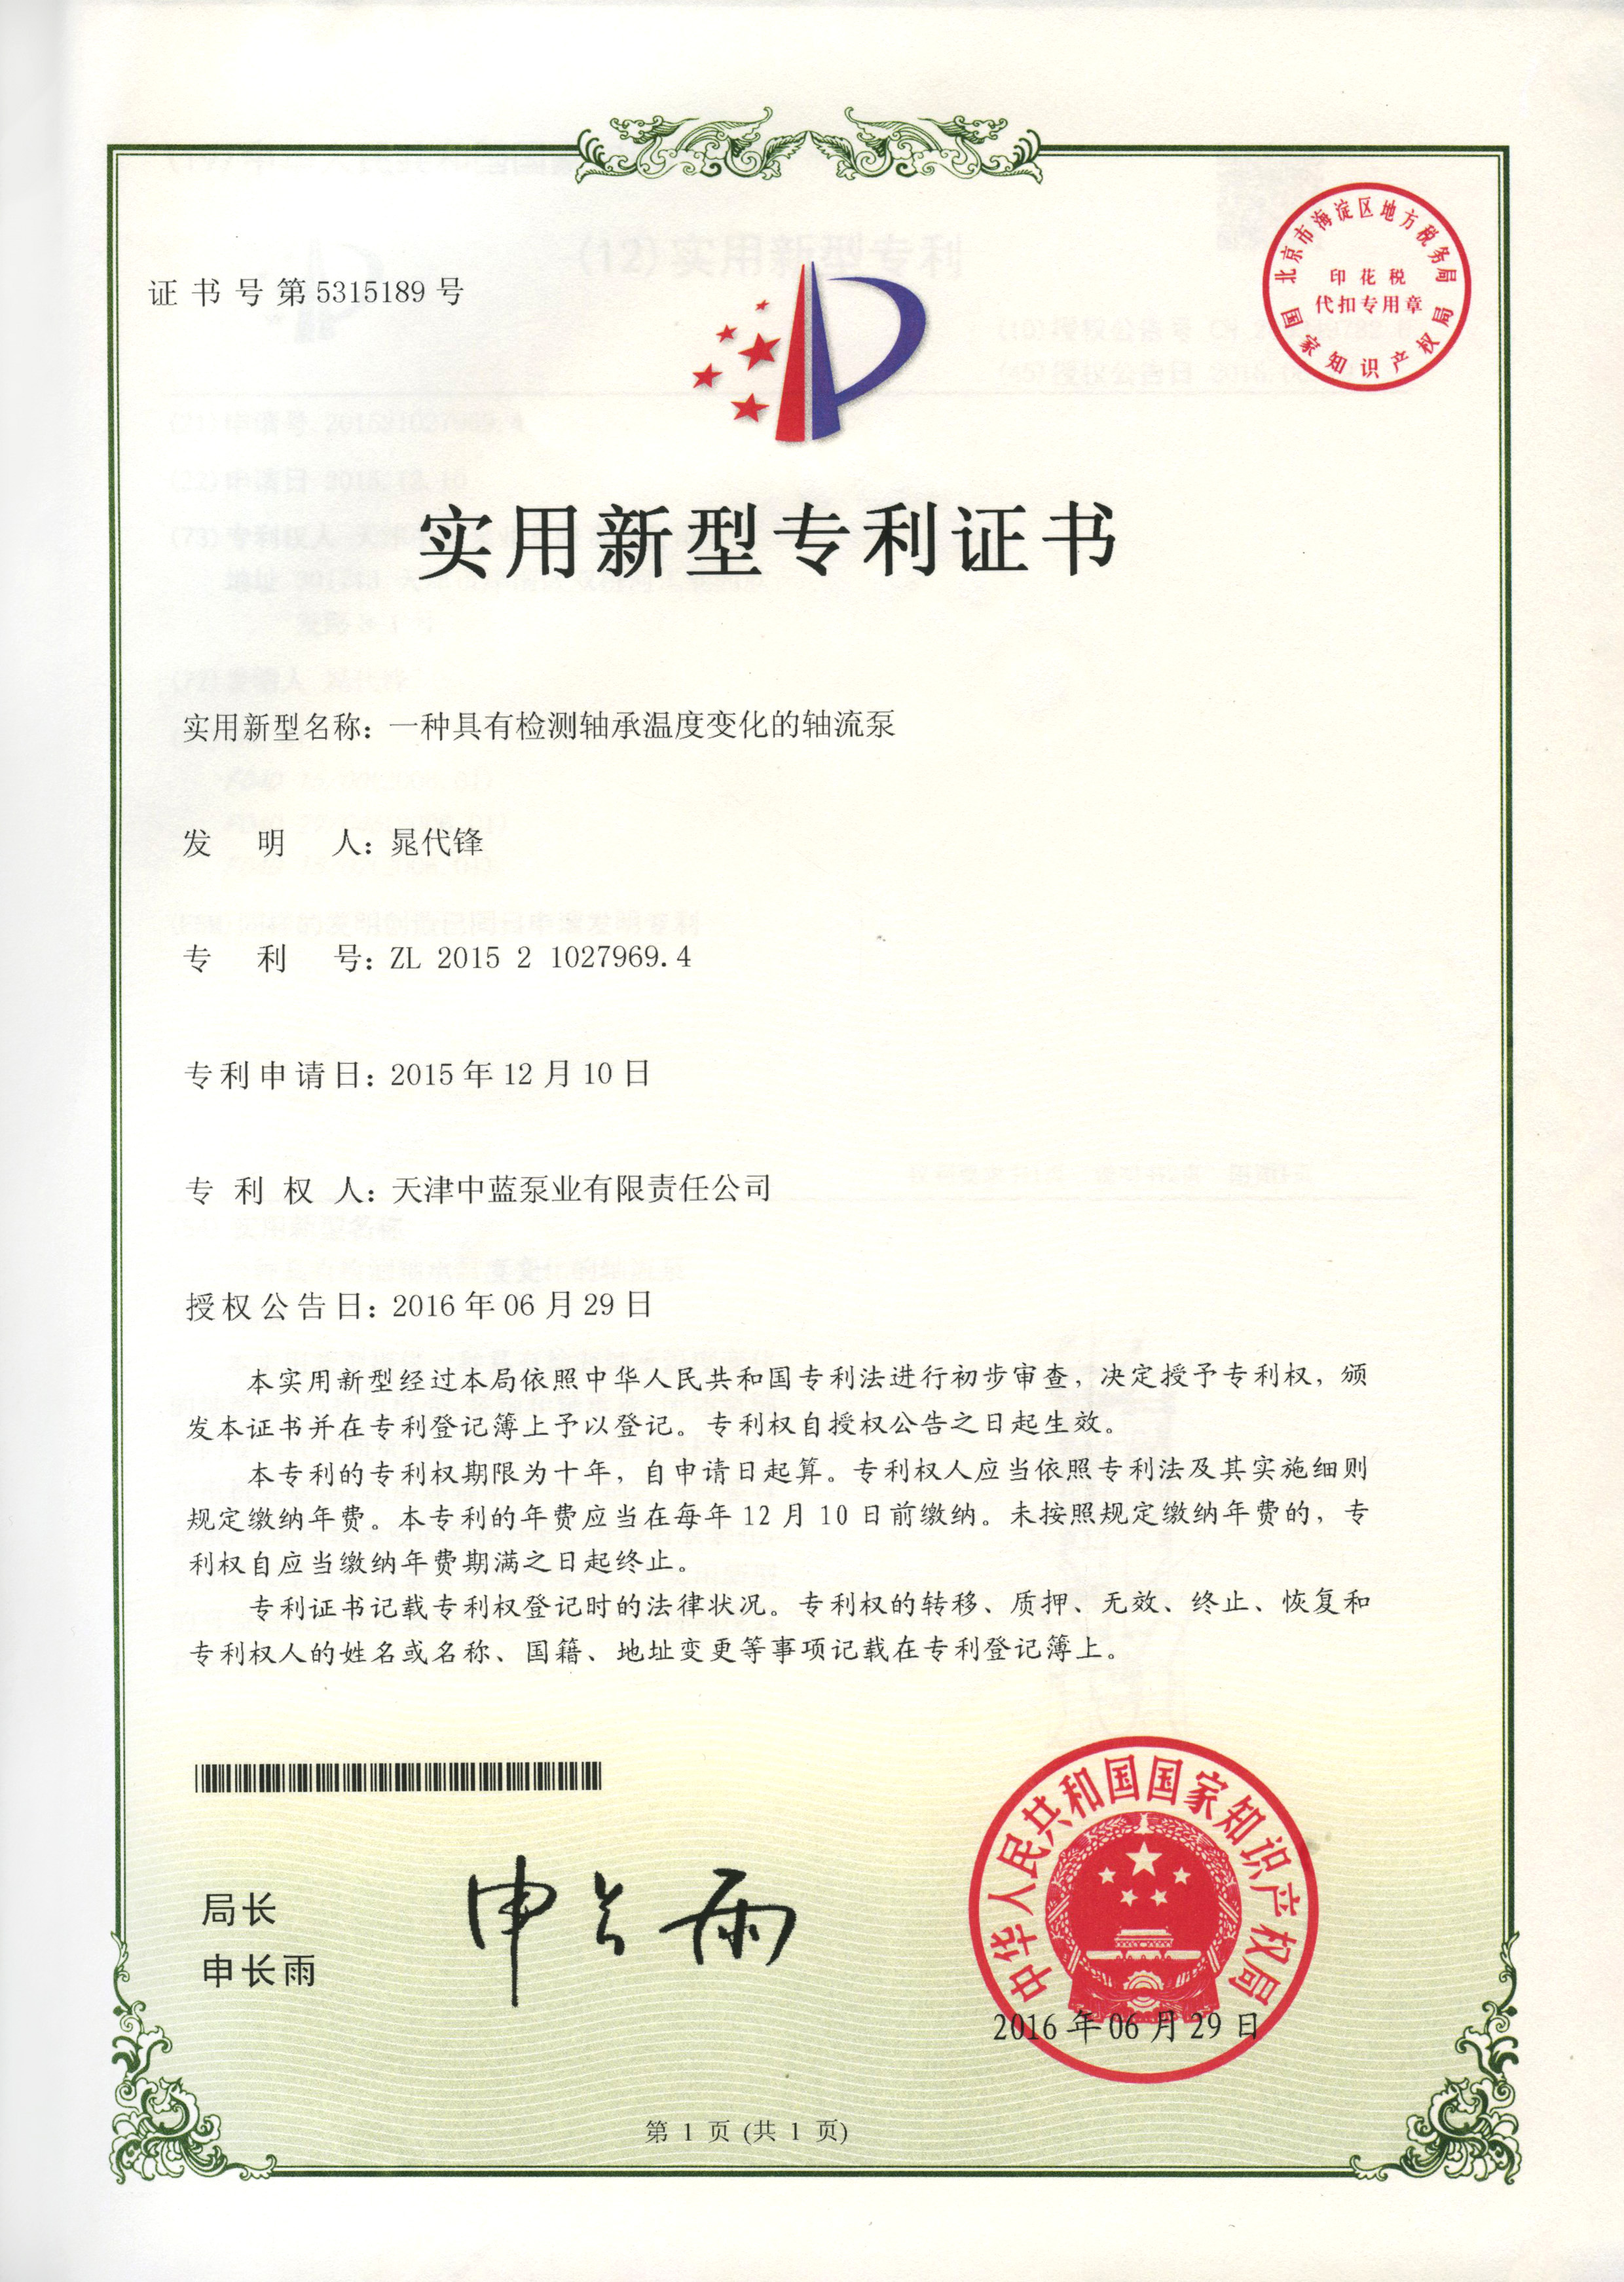 证书号第5315189号
北京市海淀区地方税务局
印花税
代扣专用章
国家知识产权局
实用新型专利证书
实用新型名称：一种具有检测轴承温度变化的轴流泵
发明人：晁代锋
专利号：ZL 2015 2 1027969.4
专利申请日：2015年12月10日
专利权人：天津中蓝泵业有限责任公司
授权公告日：2016年06月29日
本实用新型经过本局依照中华人民共和国专利法进行初步审查，决定授予专利权，颁
发本证书并在专利登记簿上予以登记。专利权自授权公告之日起生效。
本专利的专利权期限为十年，自申请日起算。专利权人应当依照专利法及其实施细则
规定缴纳年费。本专利的年费应当在每年12月10日前缴纳。未按照规定缴纳年费的，专
利权自应当缴纳年费期满之日起终止。
专利证书记载专利权登记时的法律状况。专利权的转移、质押、无效、终止、恢复和
专利权人的姓名或名称、国籍、地址变更等事项记载在专利登记簿上。
局长
申长雨
申长雨
中华人民共和国国家知识产权局
2016年06月29日
第 1 页 (共 1 页)